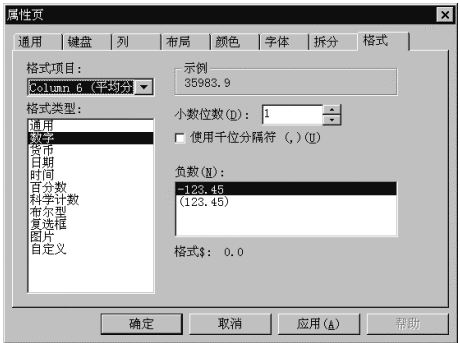 属性页
通用 键盘 列 布局 颜色 字体 拆分 格式
格式项目:
Column 6 (平均分
格式类型:
通用
数字
货币
日期
时间
百分数
科学计数
布尔型
复选框
图片
自定义
示例
35983.9
小数位数(D): 1
使用千位分隔符 (,)(U)
负数(N):
-123.45
(123.45)
格式$: 0.0
确定 取消 应用(A) 帮助